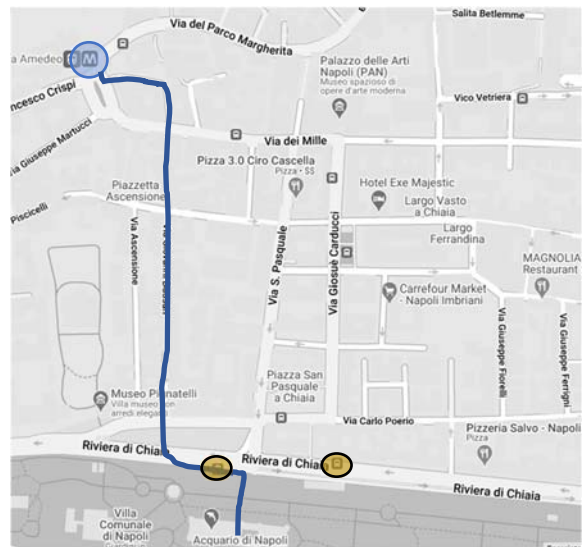 Salita Betlemme
Via del Parco Margherita
a Amedeo
M
Palazzo delle Arti
Napoli (PAN)
Museo spazioso di
opere d'arte moderna
ncesco Crispi
Vico Vetriera
Via dei Mille
Via Giuseppe Martucci
Pizza 3.0 Ciro Cascella
Pizza • $$
Piazzetta
Ascensione
Hotel Exe Majestic
Largo Vasto
a Chiaia
Piscicelli
Largo
Ferrandina
Via Ascensione
Via S. Pasquale
Via Giosuè Carducci
MAGNOLIA
Restaurant
Carrefour Market
- Napoli Imbriani
Via Giuseppe Fiorelli
Via Giuseppe Ferrigni
Piazza San
Pasquale
a Chiaia
Museo Pignatelli
Villa museo con
arredi eleganti
Via Carlo Poerio
Pizzeria Salvo - Napoli
Pizza
Riviera di Chiaia
Riviera di Chiaia
Riviera di Chiaia
Villa
Comunale
di Napoli
Acquario di Napoli